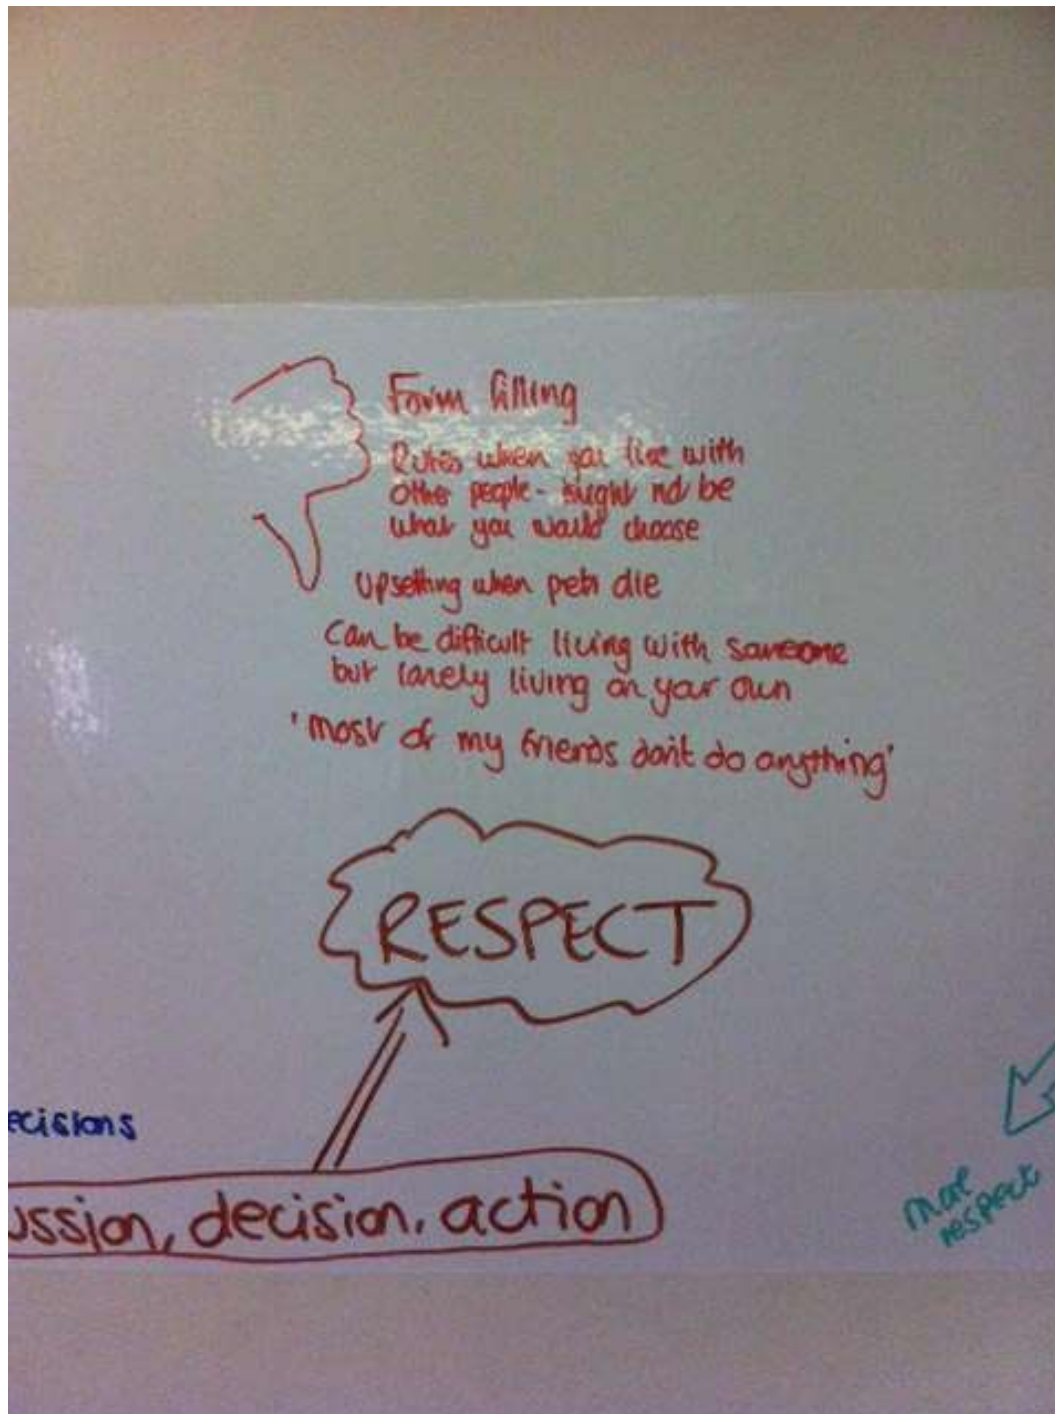 Form filling
Rules when you live with
other people - might not be
what you would choose
Upsetting when pets die
Can be difficult living with someone
but lonely living on your own
'most of my friends don't do anything'
RESPECT
ecisions
ussion, decision, action
more
respect